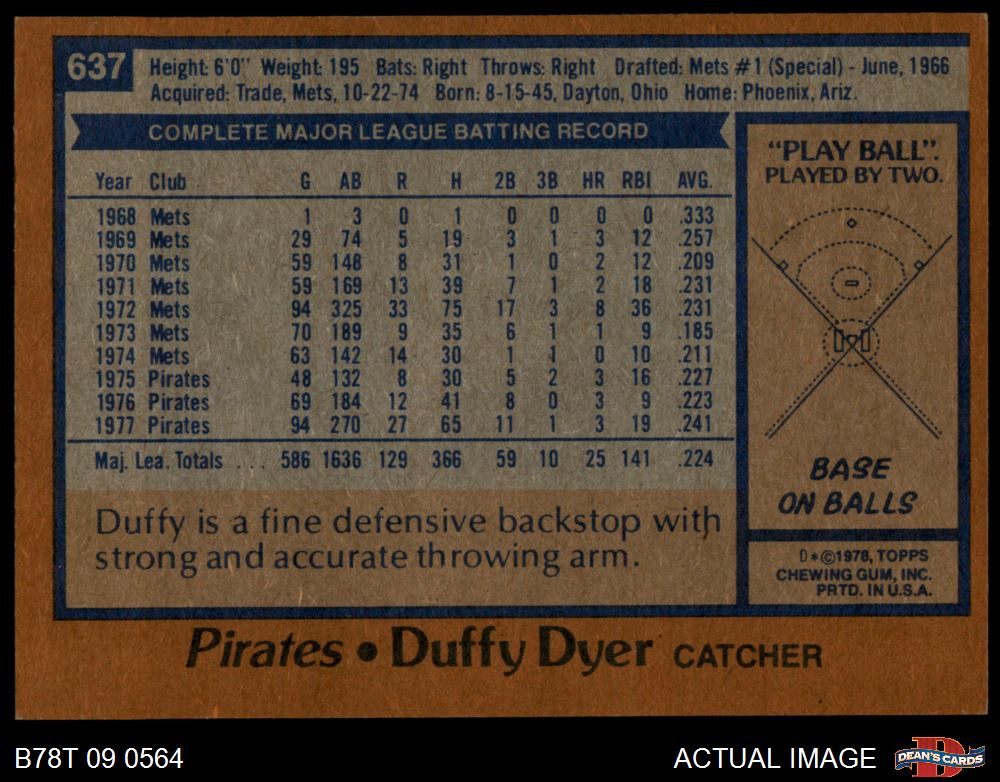 637
Height: 6'0" Weight: 195 Bats: Right Throws: Right Drafted: Mets #1 (Special) - June, 1966
Acquired: Trade, Mets, 10-22-74 Born: 8-15-45, Dayton, Ohio Home: Phoenix, Ariz.
COMPLETE MAJOR LEAGUE BATTING RECORD
Year Club G AB R H 2B 3B HR RBI AVG.
1968 Mets 1 3 0 1 0 0 0 0 .333
1969 Mets 29 74 5 19 3 1 3 12 .257
1970 Mets 59 148 8 31 1 0 2 12 .209
1971 Mets 59 169 13 39 7 1 2 18 .231
1972 Mets 94 325 33 75 17 3 8 36 .231
1973 Mets 70 189 9 35 6 1 1 9 .185
1974 Mets 63 142 14 30 1 1 0 10 .211
1975 Pirates 48 132 8 30 5 2 3 16 .227
1976 Pirates 69 184 12 41 8 0 3 9 .223
1977 Pirates 94 270 27 65 11 1 3 19 .241
Maj. Lea. Totals ... 586 1636 129 366 59 10 25 141 .224
Duffy is a fine defensive backstop with
strong and accurate throwing arm.
"PLAY BALL".
PLAYED BY TWO.
BASE
ON BALLS
D*©1978, TOPPS
CHEWING GUM, INC.
PRTD. IN U.S.A.
Pirates • Duffy Dyer CATCHER
B78T 09 0564
ACTUAL IMAGE
DEAN'S CARDS